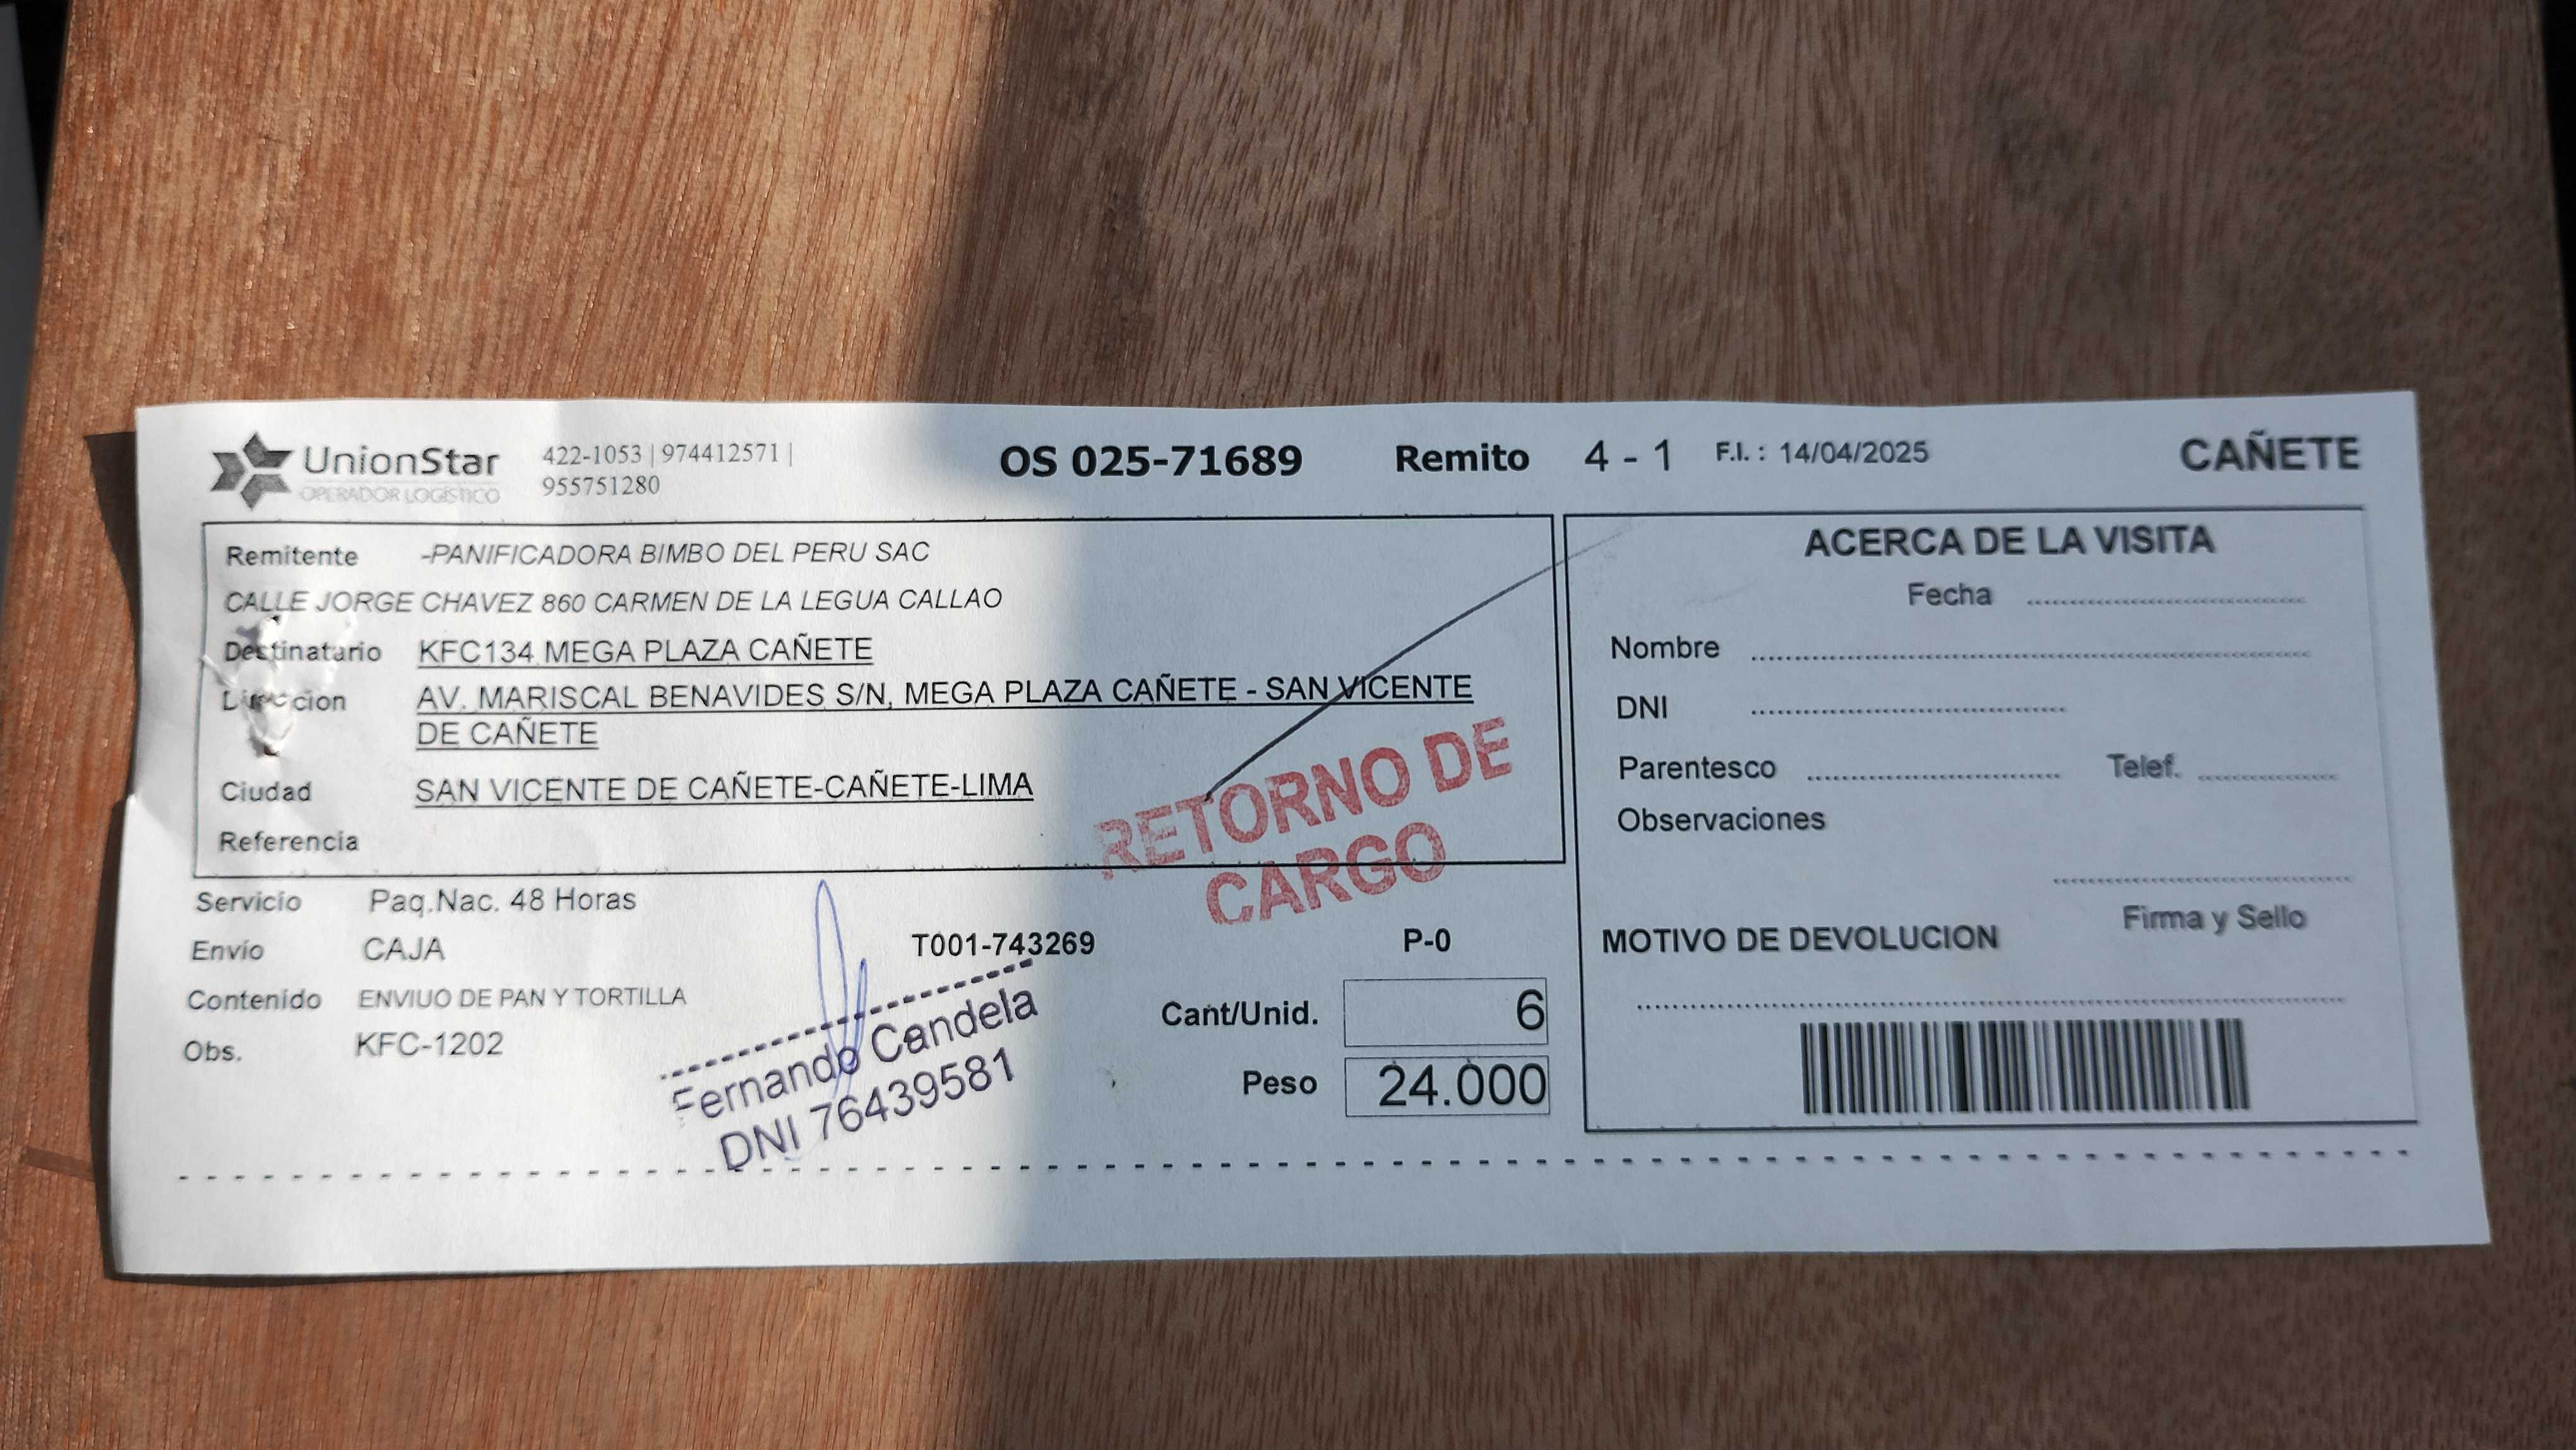 UnionStar
OPERADOR LOGÍSTICO
422-1053 | 974412571 |
955751280
OS 025-71689 Remito 4 - 1 F.I. : 14/04/2025 CAÑETE
Remitente -PANIFICADORA BIMBO DEL PERU SAC
CALLE JORGE CHAVEZ 860 CARMEN DE LA LEGUA CALLAO
Destinatario KFC134 MEGA PLAZA CAÑETE
Direccion AV. MARISCAL BENAVIDES S/N, MEGA PLAZA CAÑETE - SAN VICENTE
DE CAÑETE
Ciudad SAN VICENTE DE CAÑETE-CAÑETE-LIMA
Referencia
RETORNO DE
CARGO
Servicio Paq.Nac. 48 Horas
Envío CAJA
T001-743269 P-0
Contenido ENVIUO DE PAN Y TORTILLA
Obs. KFC-1202
Cant/Unid. 6
Peso 24.000
Fernando Candela
DNI 76439581
ACERCA DE LA VISITA
Fecha
Nombre
DNI
Parentesco Telef.
Observaciones
Firma y Sello
MOTIVO DE DEVOLUCION